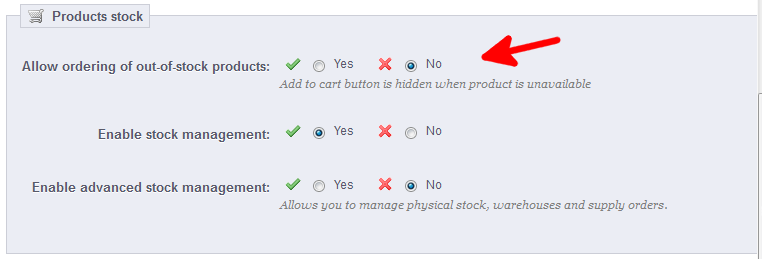 Products stock
Allow ordering of out-of-stock products: Yes No
Add to cart button is hidden when product is unavailable
Enable stock management: Yes No
Enable advanced stock management: Yes No
Allows you to manage physical stock, warehouses and supply orders.